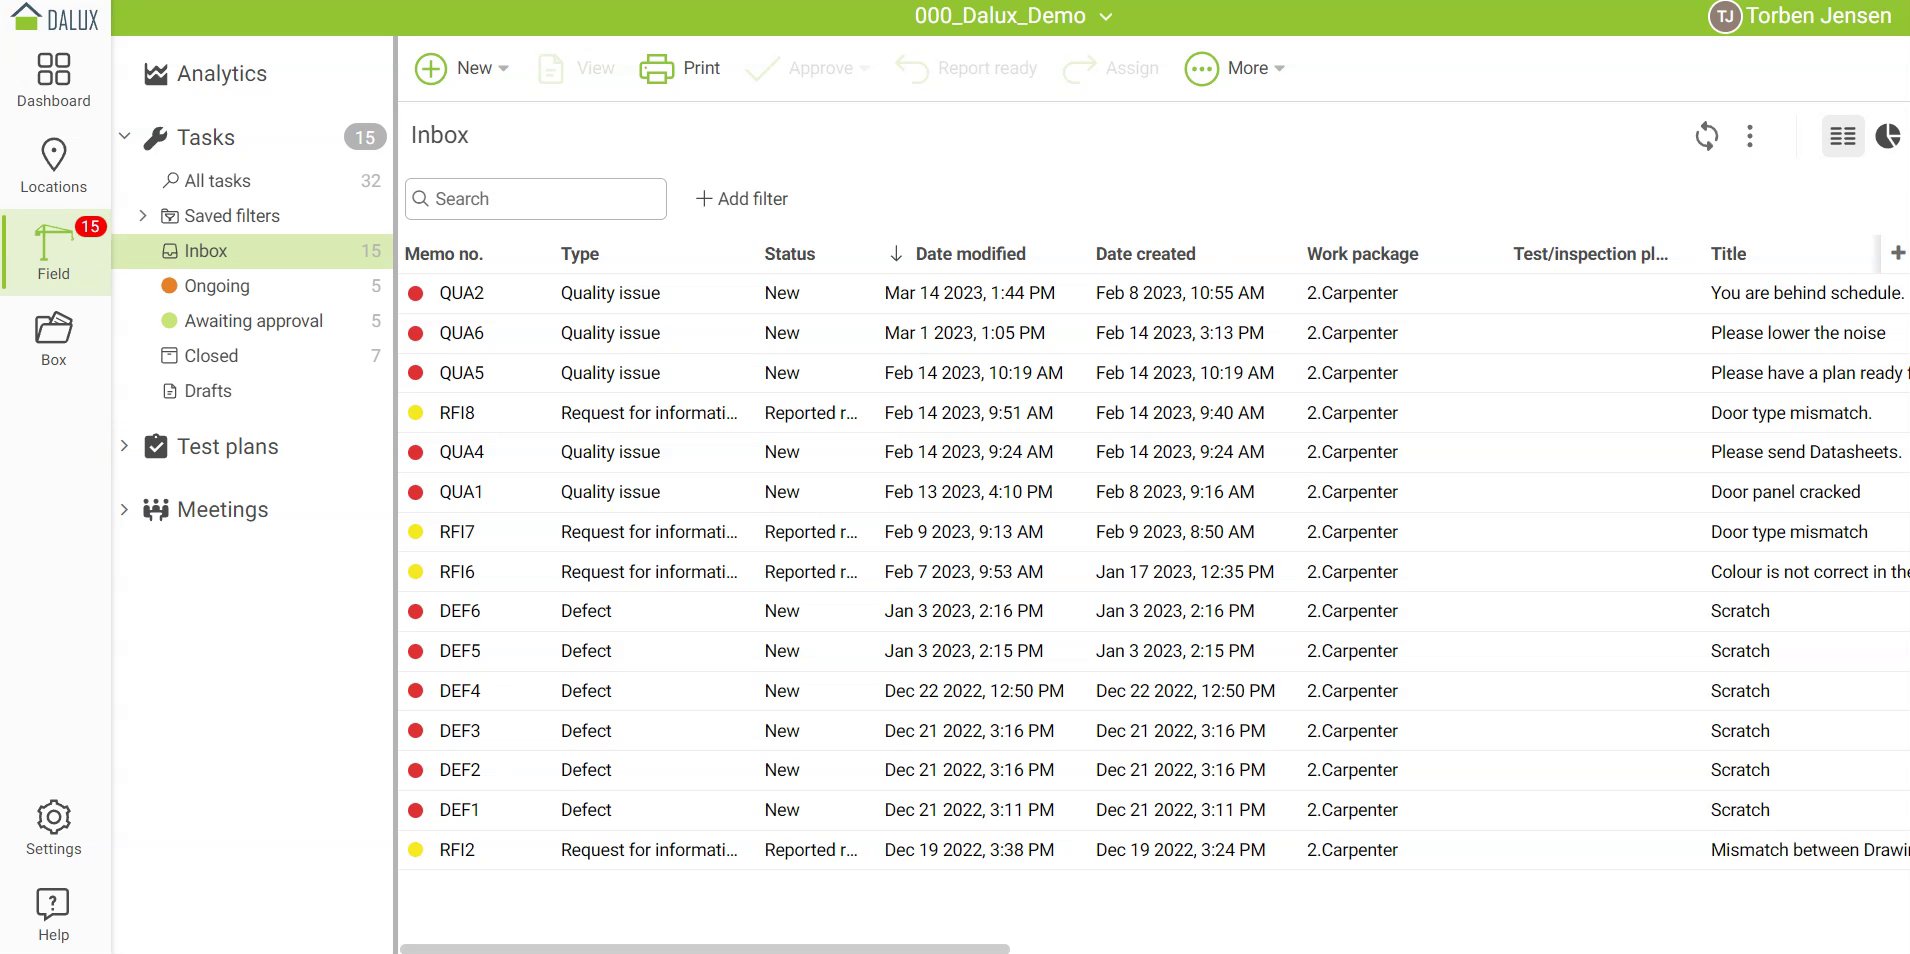 DALUX
000_Dalux_Demo
TJ Torben Jensen
Dashboard
Locations
15
Field
Box
Settings
Help
Analytics
Tasks 15
All tasks 32
Saved filters
Inbox 15
Ongoing 5
Awaiting approval 5
Closed 7
Drafts
Test plans
Meetings
New View Print Approve Report ready Assign More
Inbox
Search + Add filter
Memo no. Type Status Date modified Date created Work package Test/inspection pl... Title +
QUA2 Quality issue New Mar 14 2023, 1:44 PM Feb 8 2023, 10:55 AM 2.Carpenter You are behind schedule.
QUA6 Quality issue New Mar 1 2023, 1:05 PM Feb 14 2023, 3:13 PM 2.Carpenter Please lower the noise
QUA5 Quality issue New Feb 14 2023, 10:19 AM Feb 14 2023, 10:19 AM 2.Carpenter Please have a plan ready
RFI8 Request for informati... Reported r... Feb 14 2023, 9:51 AM Feb 14 2023, 9:40 AM 2.Carpenter Door type mismatch.
QUA4 Quality issue New Feb 14 2023, 9:24 AM Feb 14 2023, 9:24 AM 2.Carpenter Please send Datasheets.
QUA1 Quality issue New Feb 13 2023, 4:10 PM Feb 8 2023, 9:16 AM 2.Carpenter Door panel cracked
RFI7 Request for informati... Reported r... Feb 9 2023, 9:13 AM Feb 9 2023, 8:50 AM 2.Carpenter Door type mismatch
RFI6 Request for informati... Reported r... Feb 7 2023, 9:53 AM Jan 17 2023, 12:35 PM 2.Carpenter Colour is not correct in the
DEF6 Defect New Jan 3 2023, 2:16 PM Jan 3 2023, 2:16 PM 2.Carpenter Scratch
DEF5 Defect New Jan 3 2023, 2:15 PM Jan 3 2023, 2:15 PM 2.Carpenter Scratch
DEF4 Defect New Dec 22 2022, 12:50 PM Dec 22 2022, 12:50 PM 2.Carpenter Scratch
DEF3 Defect New Dec 21 2022, 3:16 PM Dec 21 2022, 3:16 PM 2.Carpenter Scratch
DEF2 Defect New Dec 21 2022, 3:16 PM Dec 21 2022, 3:16 PM 2.Carpenter Scratch
DEF1 Defect New Dec 21 2022, 3:11 PM Dec 21 2022, 3:11 PM 2.Carpenter Scratch
RFI2 Request for informati... Reported r... Dec 19 2022, 3:38 PM Dec 19 2022, 3:24 PM 2.Carpenter Mismatch between Drawi